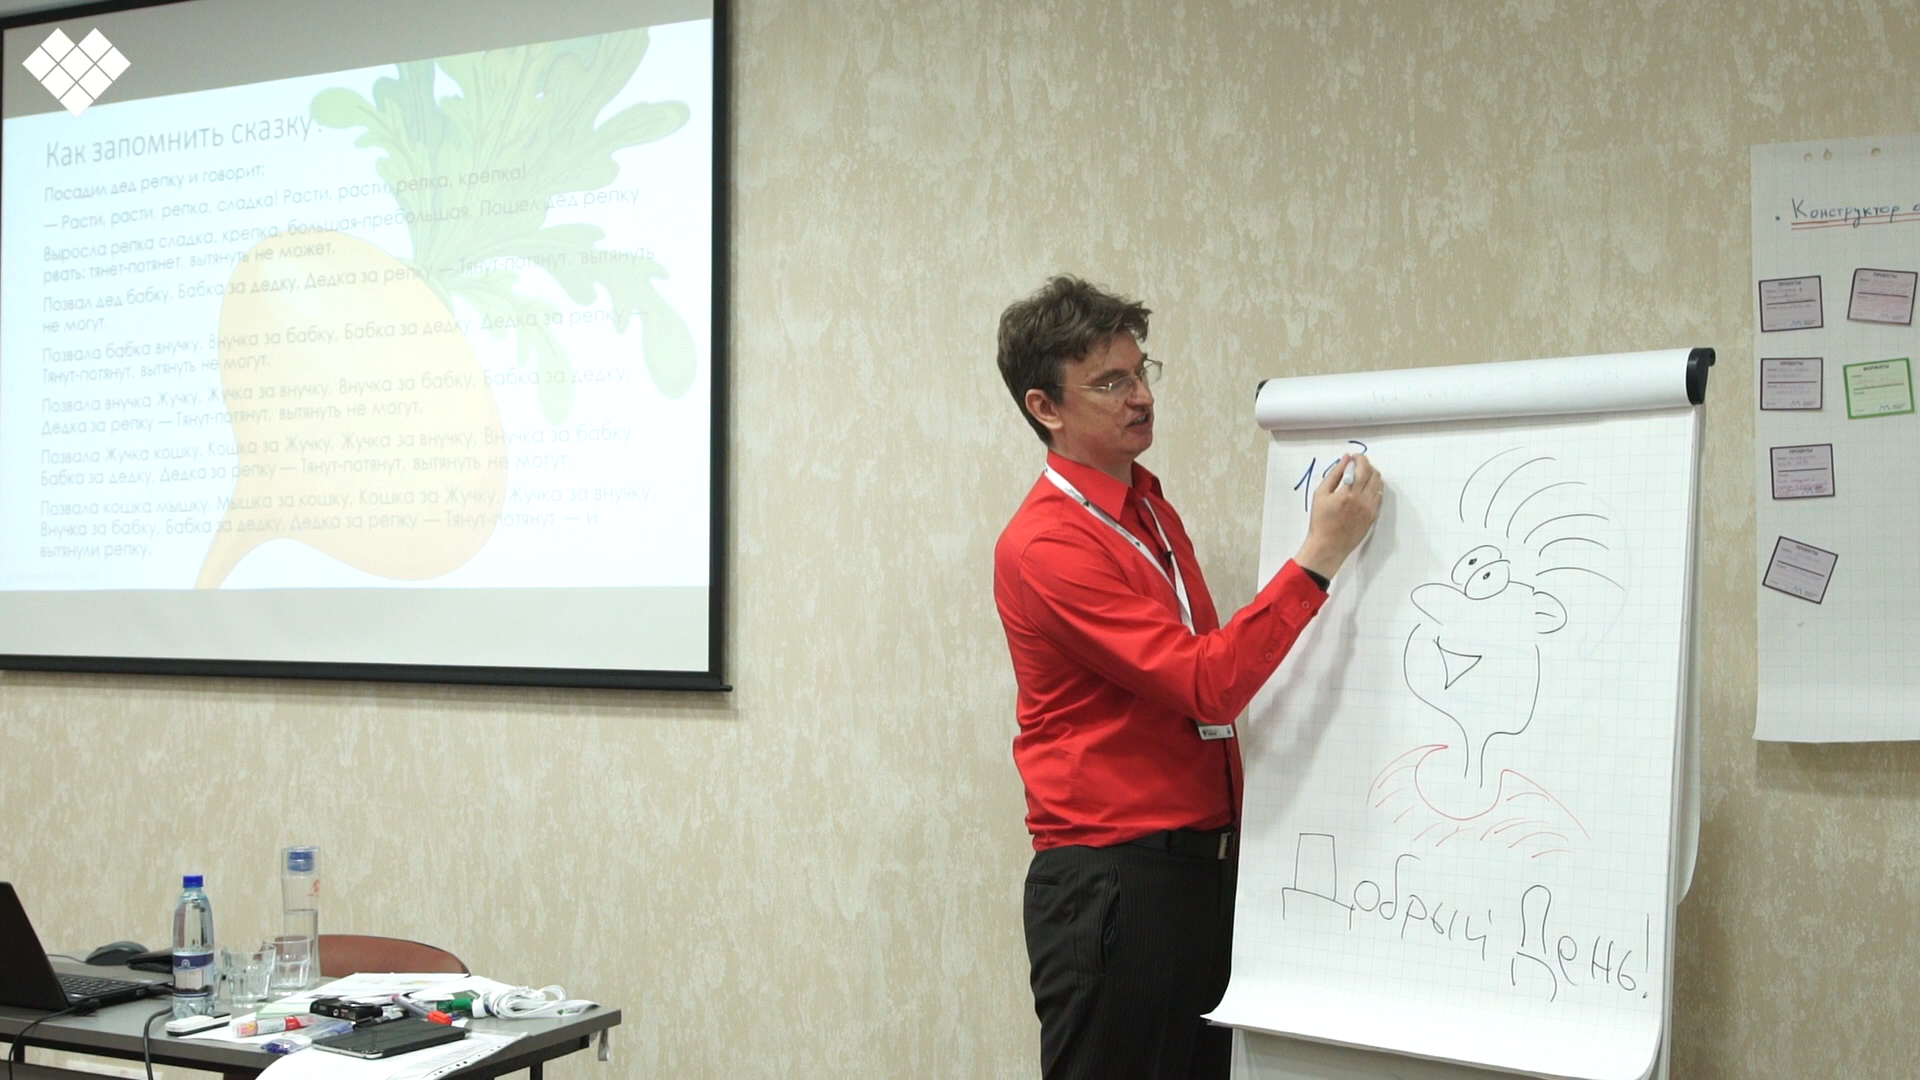 Как запомнить сказку?
Посадил дед репку и говорит:
— Расти, расти, репка, сладка! Расти, расти, репка, крепка!
Выросла репка сладка, крепка, большая-пребольшая. Пошел дед репку
рвать: тянет-потянет, вытянуть не может.
Позвал дед бабку. Бабка за дедку, Дедка за репку — Тянут-потянут, вытянуть
не могут.
Позвала бабка внучку. Внучка за бабку, Бабка за дедку, Дедка за репку —
Тянут-потянут, вытянуть не могут.
Позвала внучка Жучку. Жучка за внучку, Внучка за бабку, Бабка за дедку,
Дедка за репку — Тянут-потянут, вытянуть не могут.
Позвала Жучка кошку. Кошка за Жучку, Жучка за внучку, Внучка за бабку,
Бабка за дедку, Дедка за репку — Тянут-потянут, вытянуть не могут.
Позвала кошка мышку. Мышка за кошку, Кошка за Жучку, Жучка за внучку,
Внучка за бабку, Бабка за дедку, Дедка за репку — Тянут-потянут — и
вытянули репку.
Добрый День!
Конструктор
ПРОЕКТЫ
ПРОЕКТЫ
ПРОЕКТЫ
ФОРМАТЫ
ПРОЕКТЫ
ПРОЕКТЫ